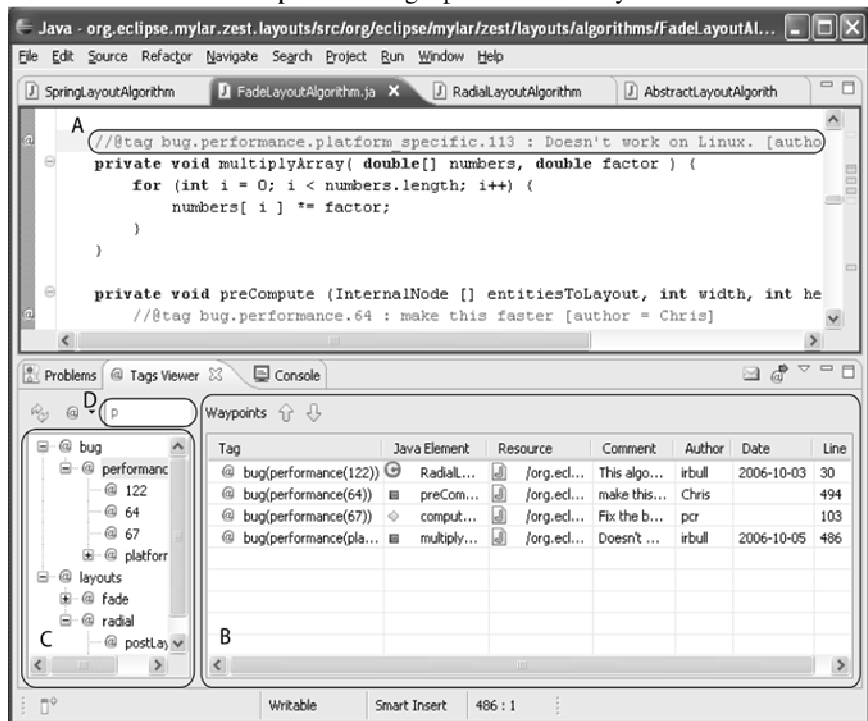 Java - org.eclipse.mylar.zest.layouts/src/org/eclipse/mylar/zest/layouts/algorithms/FadeLayoutAl...
File Edit Source Refactor Navigate Search Project Run Window Help
SpringLayoutAlgorithm FadeLayoutAlgorithm.ja RadialLayoutAlgorithm AbstractLayoutAlgorith
A
//@tag bug.performance.platform_specific.113 : Doesn't work on Linux. [autho
private void multiplyArray( double[] numbers, double factor ) {
for (int i = 0; i < numbers.length; i++) {
numbers[ i ] *= factor;
}
}
private void preCompute (InternalNode [] entitiesToLayout, int width, int he
//@tag bug.performance.64 : make this faster [author = Chris]
Problems @ Tags Viewer Console
D p Waypoints
@ bug
@ performanc
@ 122
@ 64
@ 67
@ platforr
@ layouts
@ fade
@ radial
@ postLay
C
Tag Java Element Resource Comment Author Date Line
@ bug(performance(122)) RadialL... /org.ecl... This algo... irbull 2006-10-03 30
@ bug(performance(64)) preCom... /org.ecl... make this... Chris 494
@ bug(performance(67)) comput... /org.ecl... Fix the b... pcr 103
@ bug(performance(pla... multiply... /org.ecl... Doesn't ... irbull 2006-10-05 486
B
Writable Smart Insert 486 : 1